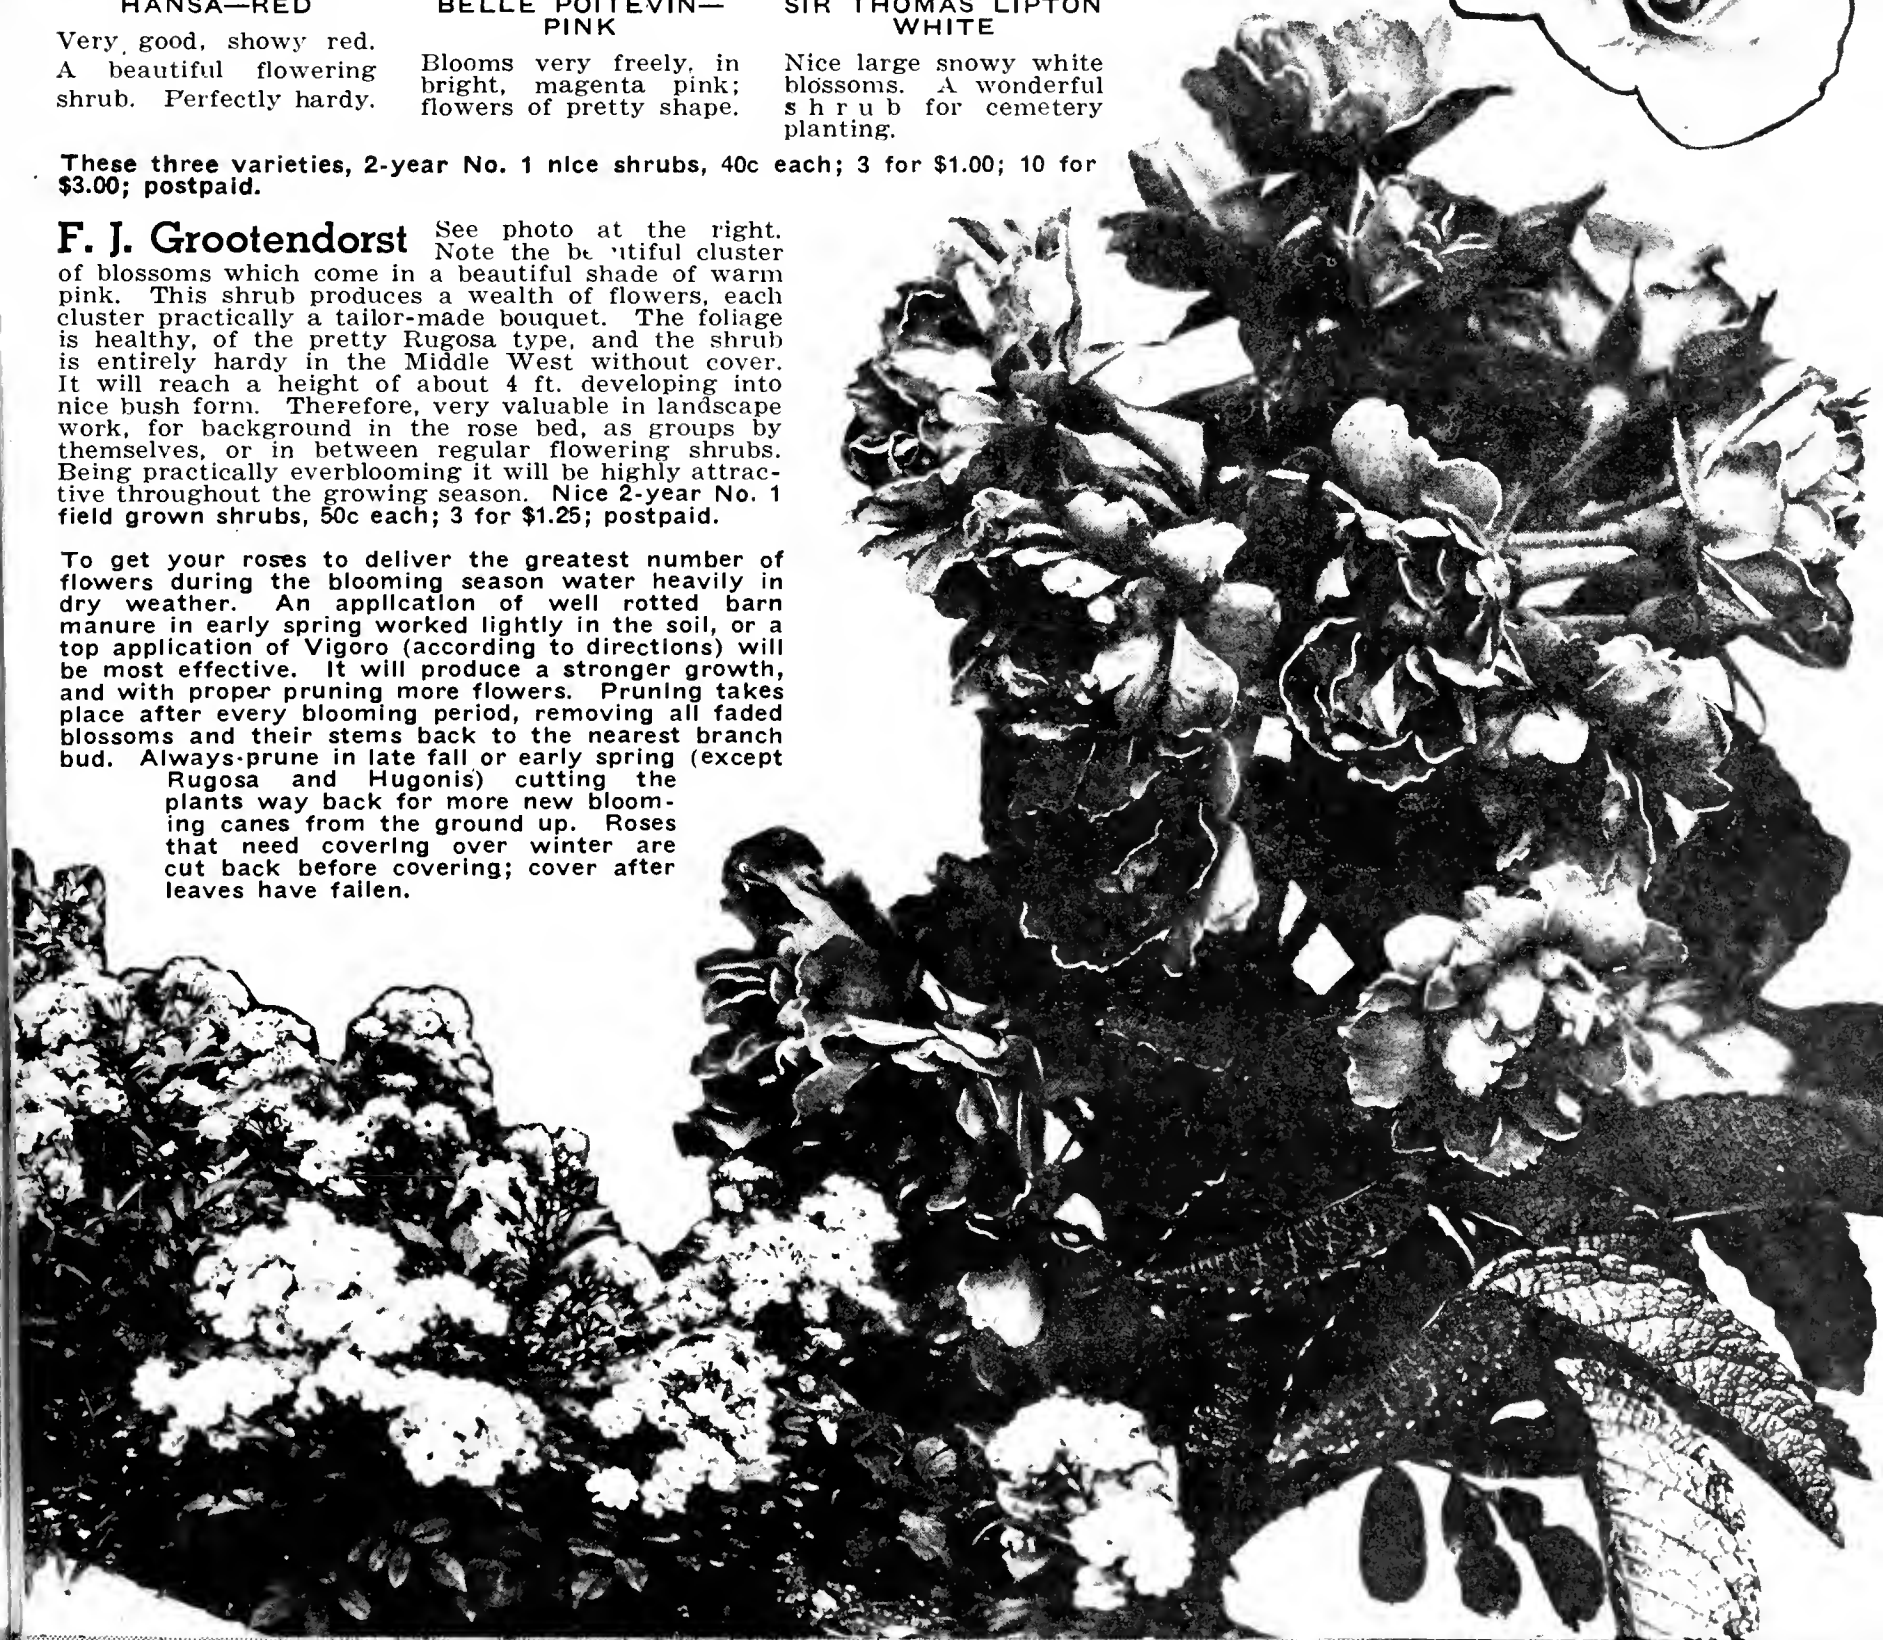 HANSA—RED
Very good, showy red.
A beautiful flowering
shrub. Perfectly hardy.
BELLE POITEVIN—
PINK
Blooms very freely, in
bright, magenta pink;
flowers of pretty shape.
SIR THOMAS LIPTON
WHITE
Nice large snowy white
blossoms. A wonderful
shrub for cemetery
planting.
These three varieties, 2-year No. 1 nice shrubs, 40c each; 3 for $1.00; 10 for
$3.00; postpaid.
F. J. Grootendorst See photo at the right.
Note the be utiful cluster
of blossoms which come in a beautiful shade of warm
pink. This shrub produces a wealth of flowers, each
cluster practically a tailor-made bouquet. The foliage
is healthy, of the pretty Rugosa type, and the shrub
is entirely hardy in the Middle West without cover.
It will reach a height of about 4 ft. developing into
nice bush form. Therefore, very valuable in landscape
work, for background in the rose bed, as groups by
themselves, or in between regular flowering shrubs.
Being practically everblooming it will be highly attrac-
tive throughout the growing season. Nice 2-year No. 1
field grown shrubs, 50c each; 3 for $1.25; postpaid.
To get your roses to deliver the greatest number of
flowers during the blooming season water heavily in
dry weather. An application of well rotted barn
manure in early spring worked lightly in the soil, or a
top application of Vigoro (according to directions) will
be most effective. It will produce a stronger growth,
and with proper pruning more flowers. Pruning takes
place after every blooming period, removing all faded
blossoms and their stems back to the nearest branch
bud. Always prune in late fall or early spring (except
Rugosa and Hugonis) cutting the
plants way back for more new bloom-
ing canes from the ground up. Roses
that need covering over winter are
cut back before covering; cover after
leaves have fallen.